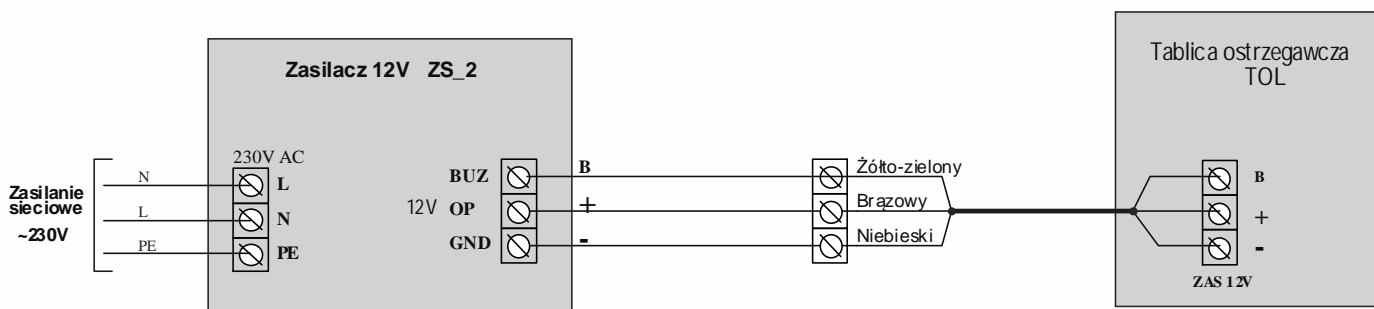 Zasilacz 12V ZS_2
Tablica ostrzegawcza
TOL
Zasilanie
sieciowe
~230V
N
L
PE
230V AC
L
N
PE
12V
BUZ
OP
GND
B
+
-
Żółto-zielony
Brązowy
Niebieski
B
+
-
ZAS 12V